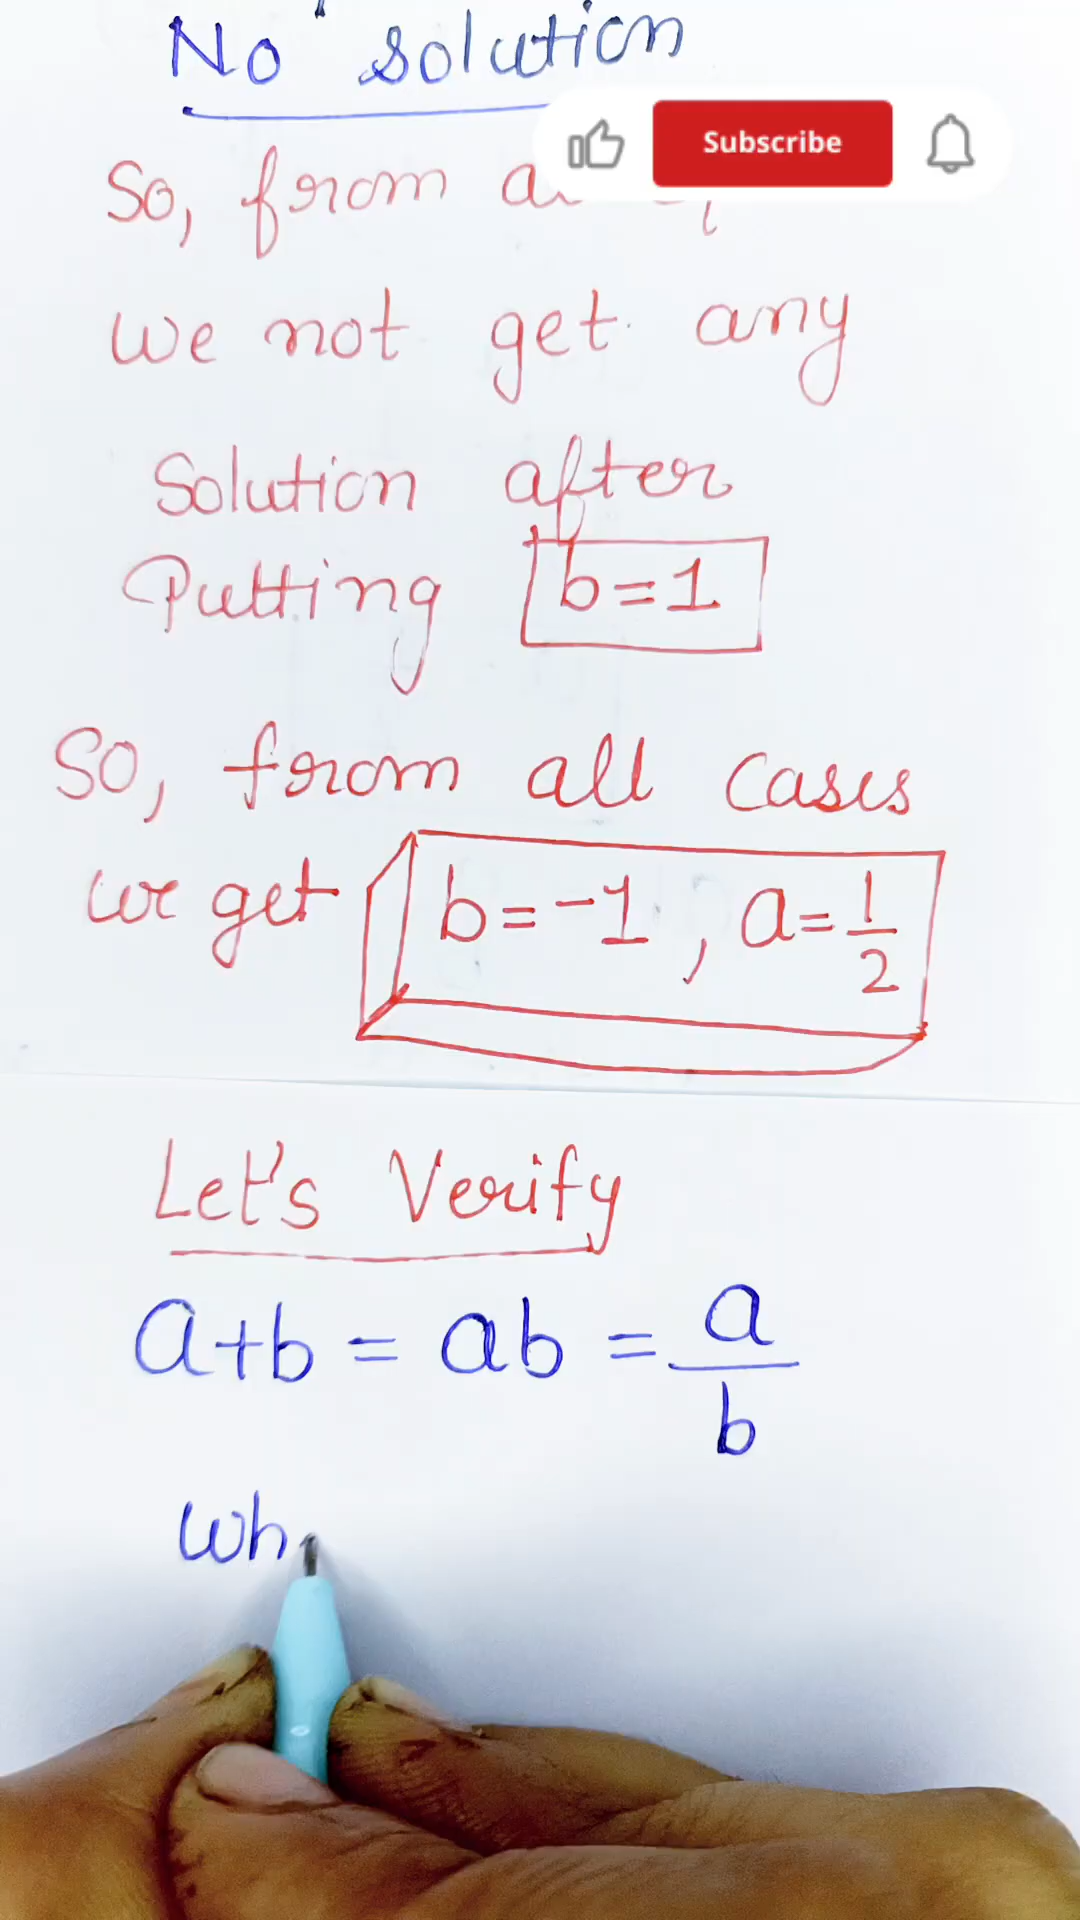 No solution
Subscribe
So, from
we not get any
Solution after
Putting b=1
So, from all cases
we get b=-1, a=1/2
Let's Verify
a+b = ab = a/b